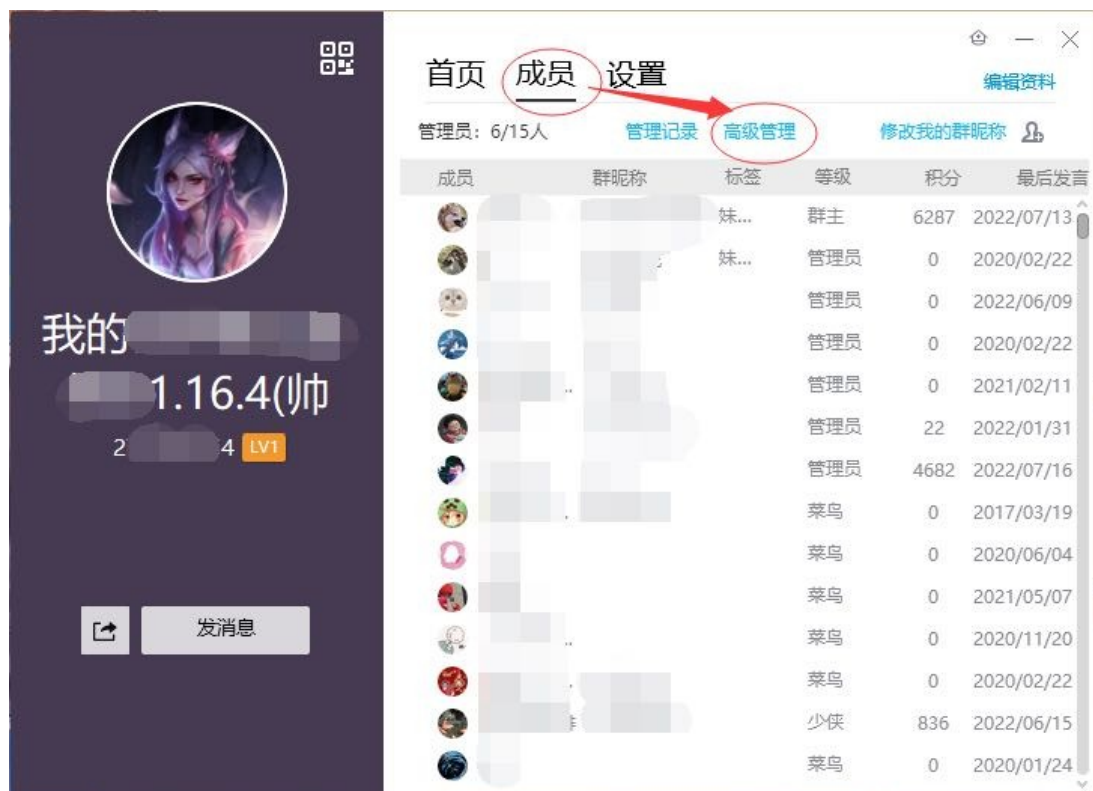 首页 成员 设置
编辑资料
管理员: 6/15人 管理记录 高级管理 修改我的群昵称
成员 群昵称 标签 等级 积分 最后发言
妹... 群主 6287 2022/07/13
妹... 管理员 0 2020/02/22
管理员 0 2022/06/09
管理员 0 2020/02/22
管理员 0 2021/02/11
管理员 22 2022/01/31
管理员 4682 2022/07/16
菜鸟 0 2017/03/19
菜鸟 0 2020/06/04
菜鸟 0 2021/05/07
菜鸟 0 2020/11/20
菜鸟 0 2020/02/22
少侠 836 2022/06/15
菜鸟 0 2020/01/24
我的
1.16.4(帅
2 4 LV1
发消息